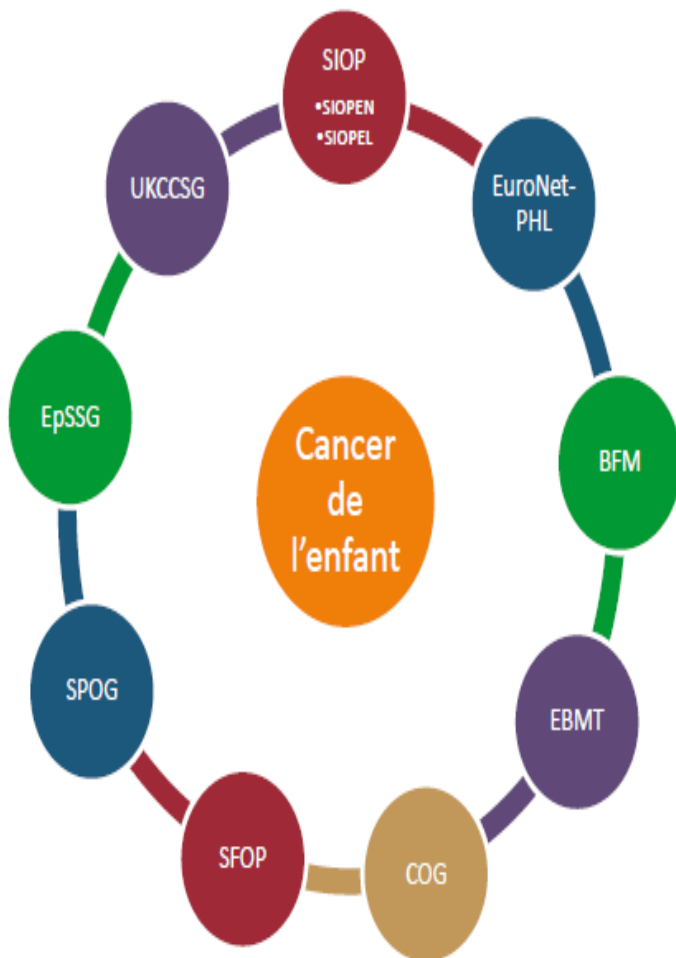 SIOP
•SIOPEN
•SIOPEL
EuroNet-
PHL
BFM
EBMT
COG
SFOP
SPOG
EpSSG
UKCCSG
Cancer
de
l'enfant